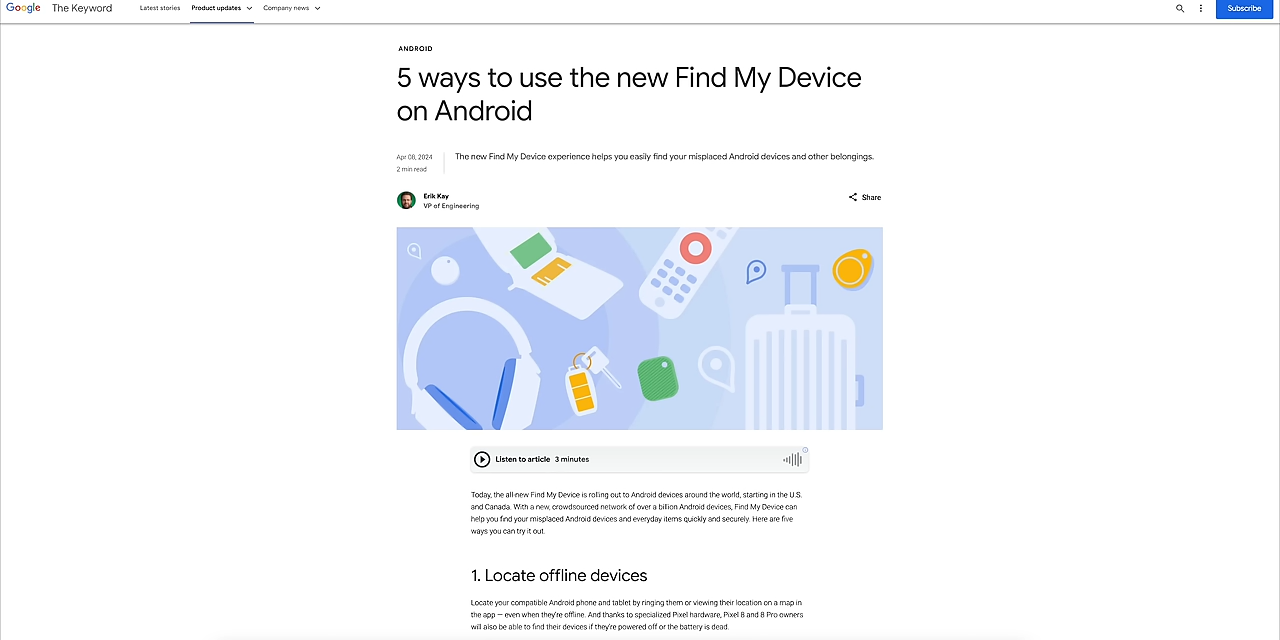 Google The Keyword Latest stories Product updates Company news Subscribe
ANDROID
5 ways to use the new Find My Device
on Android
Apr 08, 2024
2 min read
The new Find My Device experience helps you easily find your misplaced Android devices and other belongings.
Erik Kay
VP of Engineering
Share
Listen to article 3 minutes
Today, the all-new Find My Device is rolling out to Android devices around the world, starting in the U.S.
and Canada. With a new, crowdsourced network of over a billion Android devices, Find My Device can
help you find your misplaced Android devices and everyday items quickly and securely. Here are five
ways you can try it out.
1. Locate offline devices
Locate your compatible Android phone and tablet by ringing them or viewing their location on a map in
the app — even when they're offline. And thanks to specialized Pixel hardware, Pixel 8 and 8 Pro owners
will also be able to find their devices if they're powered off or the battery is dead.